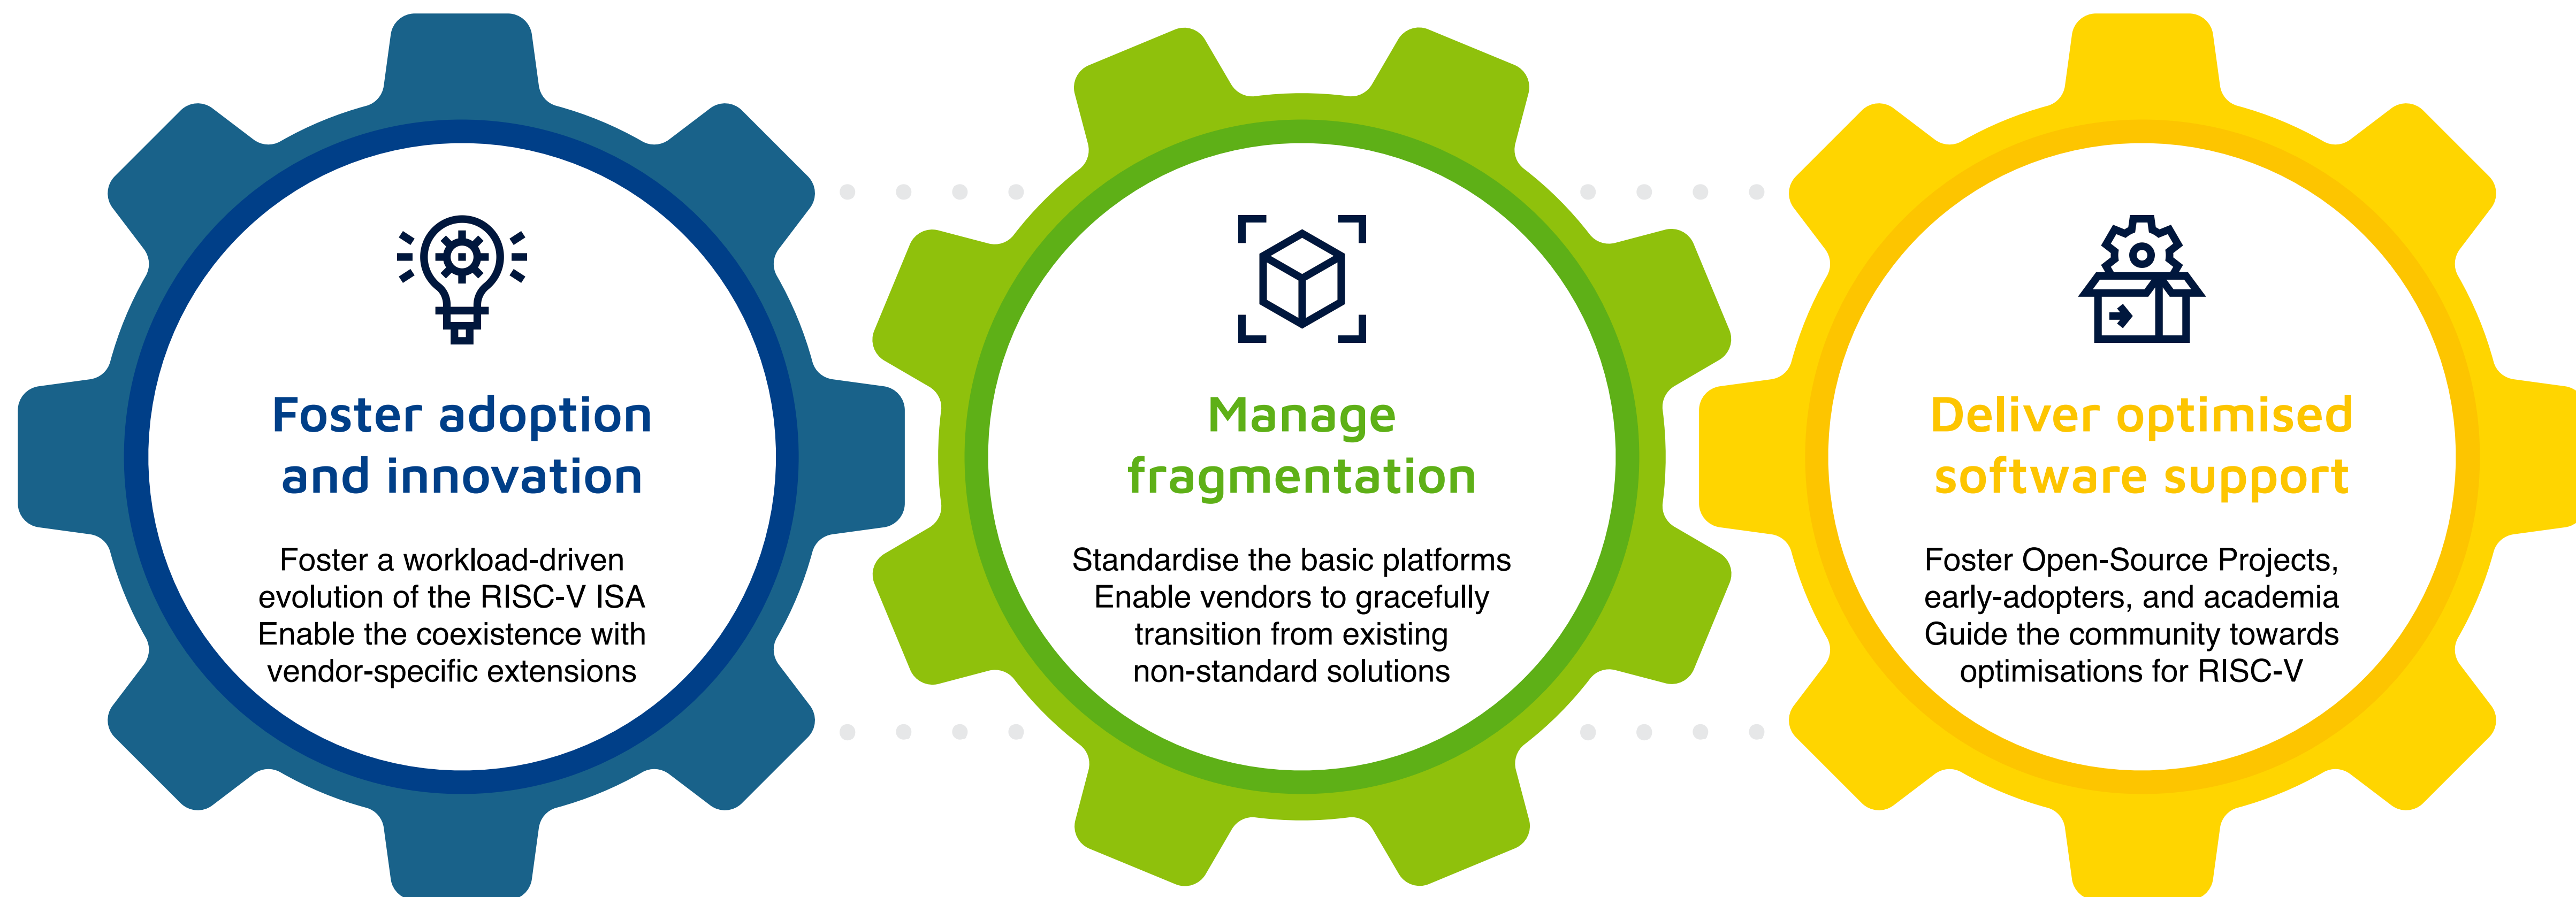 Foster adoption
and innovation
Foster a workload-driven
evolution of the RISC-V ISA
Enable the coexistence with
vendor-specific extensions
Manage
fragmentation
Standardise the basic platforms
Enable vendors to gracefully
transition from existing
non-standard solutions
Deliver optimised
software support
Foster Open-Source Projects,
early-adopters, and academia
Guide the community towards
optimisations for RISC-V